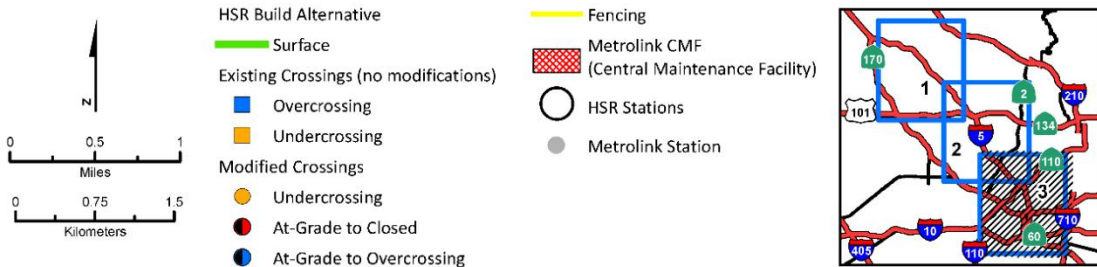 N
0 0.5 1
Miles
0 0.75 1.5
Kilometers
HSR Build Alternative
Surface
Existing Crossings (no modifications)
Overcrossing
Undercrossing
Modified Crossings
Undercrossing
At-Grade to Closed
At-Grade to Overcrossing
Fencing
Metrolink CMF
(Central Maintenance Facility)
HSR Stations
Metrolink Station
170
1
2
210
101
134
5
2
110
3
10
710
60
405
110